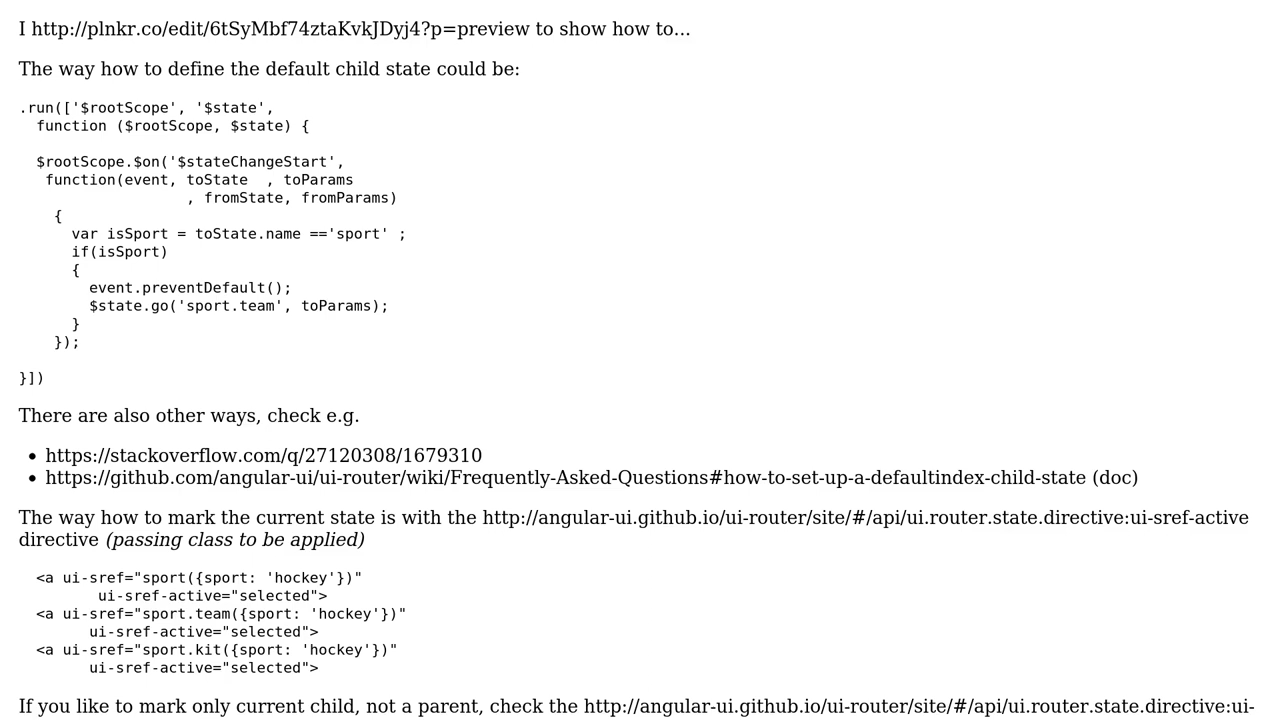 I http://plnkr.co/edit/6tSyMbf74ztaKvkJDyj4?p=preview to show how to...
The way how to define the default child state could be:
.run(['$rootScope', '$state',
  function ($rootScope, $state) {
  $rootScope.$on('$stateChangeStart',
   function(event, toState  , toParams
                   , fromState, fromParams)
    {
      var isSport = toState.name =='sport' ;
      if(isSport)
      {
        event.preventDefault();
        $state.go('sport.team', toParams);
      }
    });
}])
There are also other ways, check e.g.
• https://stackoverflow.com/q/27120308/1679310
• https://github.com/angular-ui/ui-router/wiki/Frequently-Asked-Questions#how-to-set-up-a-defaultindex-child-state (doc)
The way how to mark the current state is with the http://angular-ui.github.io/ui-router/site/#/api/ui.router.state.directive:ui-sref-active
directive (passing class to be applied)
  <a ui-sref="sport({sport: 'hockey'})"
         ui-sref-active="selected">
  <a ui-sref="sport.team({sport: 'hockey'})"
        ui-sref-active="selected">
  <a ui-sref="sport.kit({sport: 'hockey'})"
        ui-sref-active="selected">
If you like to mark only current child, not a parent, check the http://angular-ui.github.io/ui-router/site/#/api/ui.router.state.directive:ui-